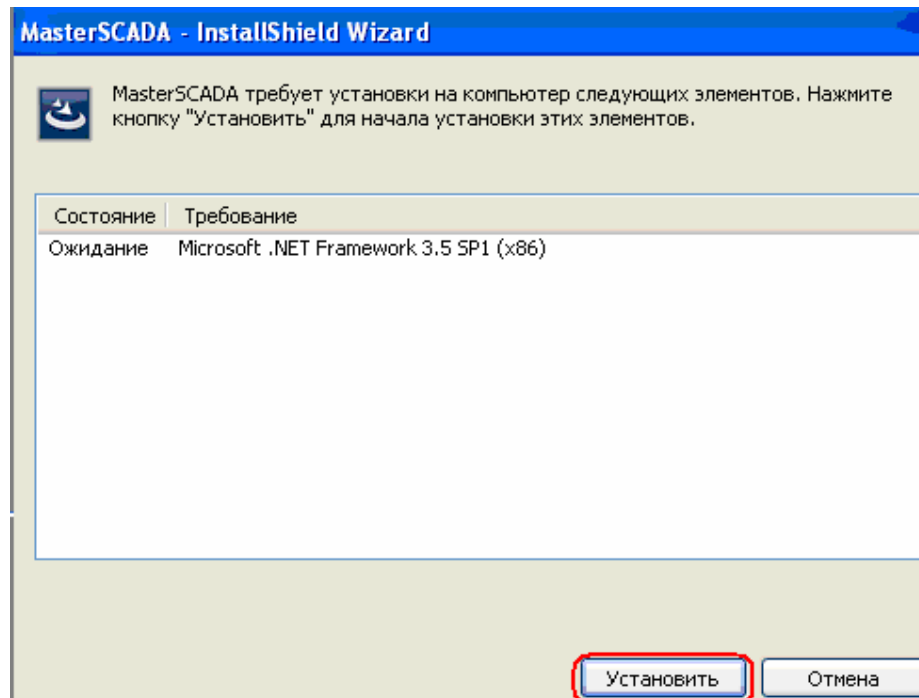 MasterSCADA - InstallShield Wizard
MasterSCADA требует установки на компьютер следующих элементов. Нажмите
кнопку "Установить" для начала установки этих элементов.
Состояние Требование
Ожидание Microsoft .NET Framework 3.5 SP1 (x86)
Установить Отмена